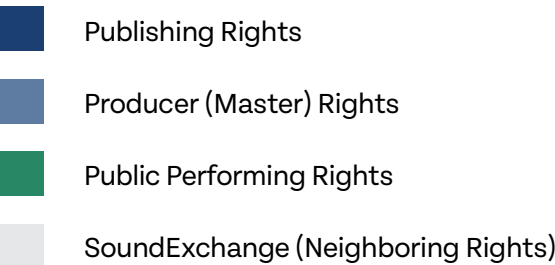 Publishing Rights
Producer (Master) Rights
Public Performing Rights
SoundExchange (Neighboring Rights)